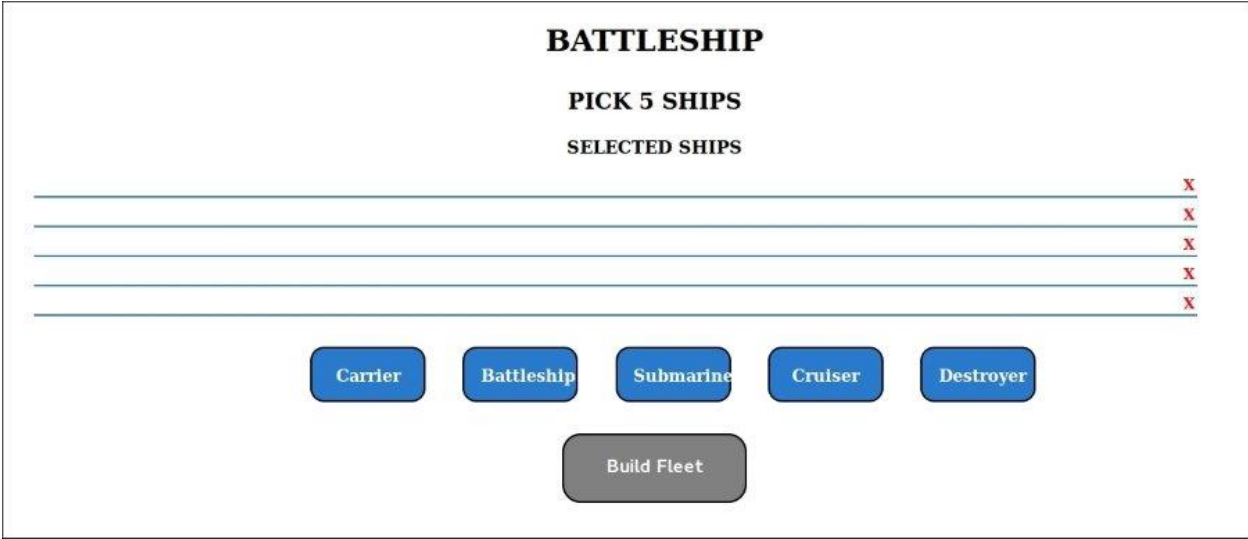 BATTLESHIP
PICK 5 SHIPS
SELECTED SHIPS
X
X
X
X
X
Carrier Battleship Submarine Cruiser Destroyer
Build Fleet